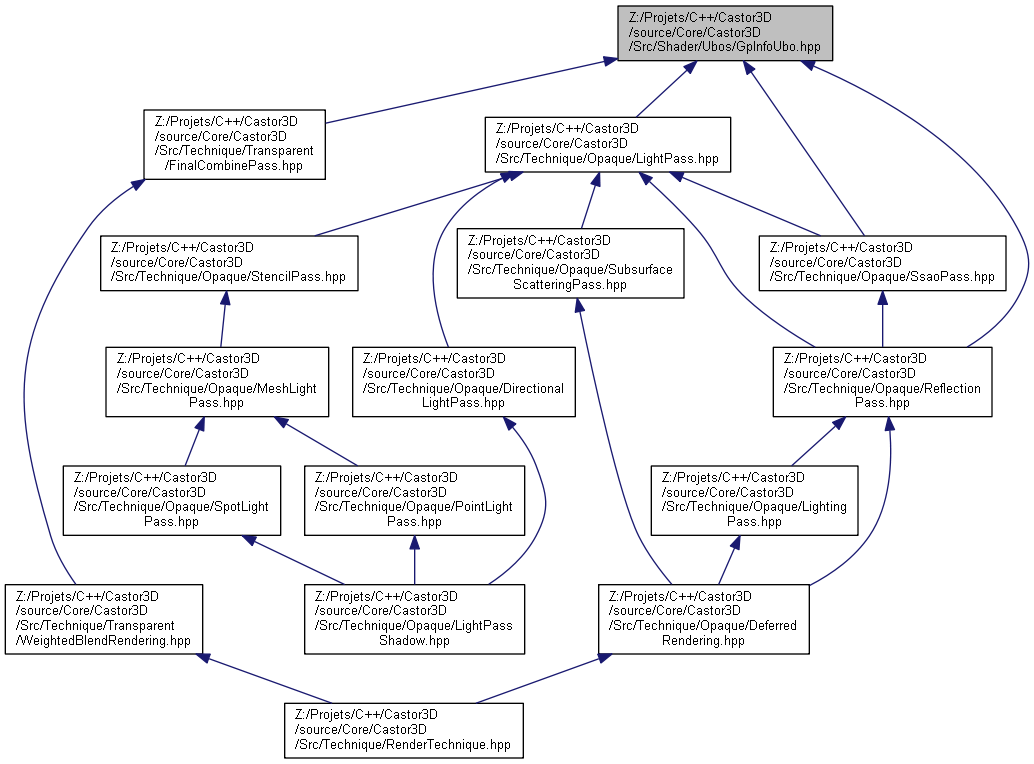 Z:/Projets/C++/Castor3D
/source/Core/Castor3D
/Src/Shader/Ubos/GpInfoUbo.hpp
Z:/Projets/C++/Castor3D
/source/Core/Castor3D
/Src/Technique/Transparent
/FinalCombinePass.hpp
Z:/Projets/C++/Castor3D
/source/Core/Castor3D
/Src/Technique/Opaque/LightPass.hpp
Z:/Projets/C++/Castor3D
/source/Core/Castor3D
/Src/Technique/Opaque/StencilPass.hpp
Z:/Projets/C++/Castor3D
/source/Core/Castor3D
/Src/Technique/Opaque/Subsurface
ScatteringPass.hpp
Z:/Projets/C++/Castor3D
/source/Core/Castor3D
/Src/Technique/Opaque/SsaoPass.hpp
Z:/Projets/C++/Castor3D
/source/Core/Castor3D
/Src/Technique/Opaque/MeshLight
Pass.hpp
Z:/Projets/C++/Castor3D
/source/Core/Castor3D
/Src/Technique/Opaque/Directional
LightPass.hpp
Z:/Projets/C++/Castor3D
/source/Core/Castor3D
/Src/Technique/Opaque/Reflection
Pass.hpp
Z:/Projets/C++/Castor3D
/source/Core/Castor3D
/Src/Technique/Opaque/SpotLight
Pass.hpp
Z:/Projets/C++/Castor3D
/source/Core/Castor3D
/Src/Technique/Opaque/PointLight
Pass.hpp
Z:/Projets/C++/Castor3D
/source/Core/Castor3D
/Src/Technique/Opaque/Lighting
Pass.hpp
Z:/Projets/C++/Castor3D
/source/Core/Castor3D
/Src/Technique/Transparent
/WeightedBlendRendering.hpp
Z:/Projets/C++/Castor3D
/source/Core/Castor3D
/Src/Technique/Opaque/LightPass
Shadow.hpp
Z:/Projets/C++/Castor3D
/source/Core/Castor3D
/Src/Technique/Opaque/Deferred
Rendering.hpp
Z:/Projets/C++/Castor3D
/source/Core/Castor3D
/Src/Technique/RenderTechnique.hpp